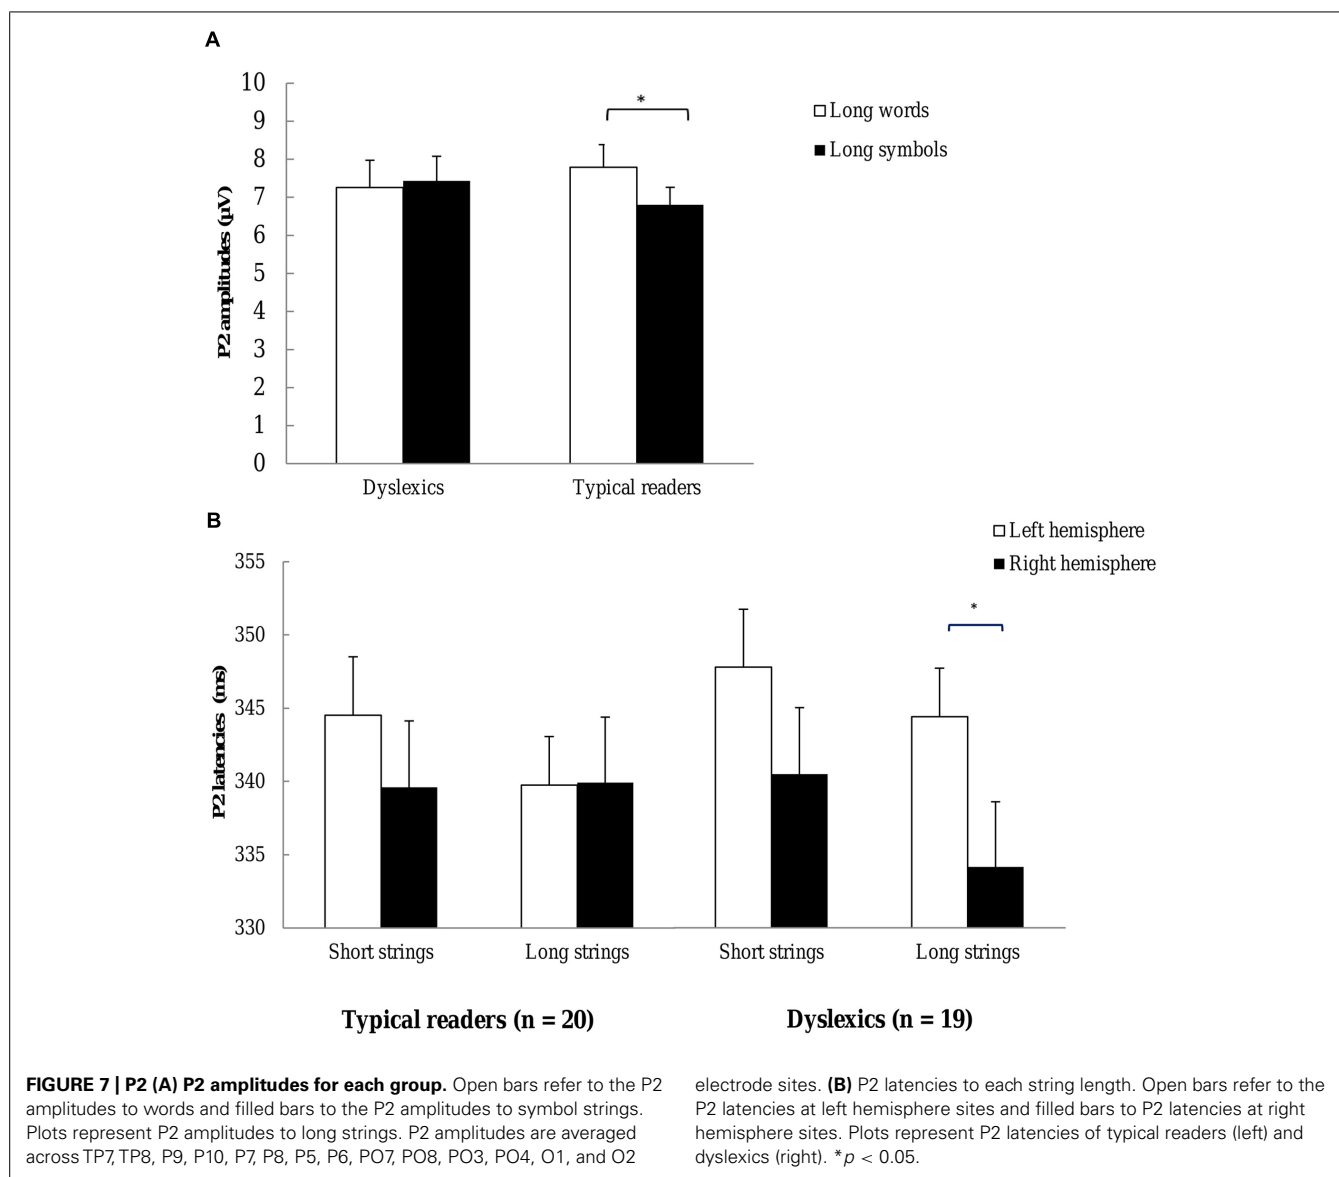 A
10
9
8
7
6
5
4
3
2
1
0
P2 amplitudes (µV)
*
Long words
Long symbols
Dyslexics
Typical readers
B
Left hemisphere
Right hemisphere
355
350
345
340
335
330
P2 latencies (ms)
*
Short strings
Long strings
Short strings
Long strings
Typical readers (n = 20)
Dyslexics (n = 19)
FIGURE 7 | P2 (A) P2 amplitudes for each group. Open bars refer to the P2
amplitudes to words and filled bars to the P2 amplitudes to symbol strings.
Plots represent P2 amplitudes to long strings. P2 amplitudes are averaged
across TP7, TP8, P9, P10, P7, P8, P5, P6, PO7, PO8, PO3, PO4, O1, and O2
electrode sites. (B) P2 latencies to each string length. Open bars refer to the
P2 latencies at left hemisphere sites and filled bars to P2 latencies at right
hemisphere sites. Plots represent P2 latencies of typical readers (left) and
dyslexics (right). *p < 0.05.